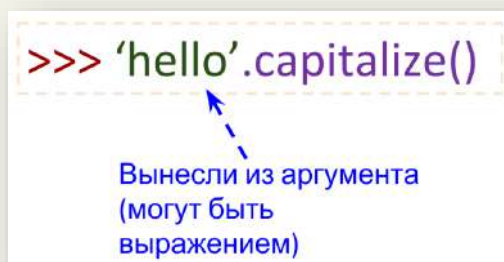 >>> ‘hello’.capitalize()
Вынесли из аргумента
(могут быть
выражением)